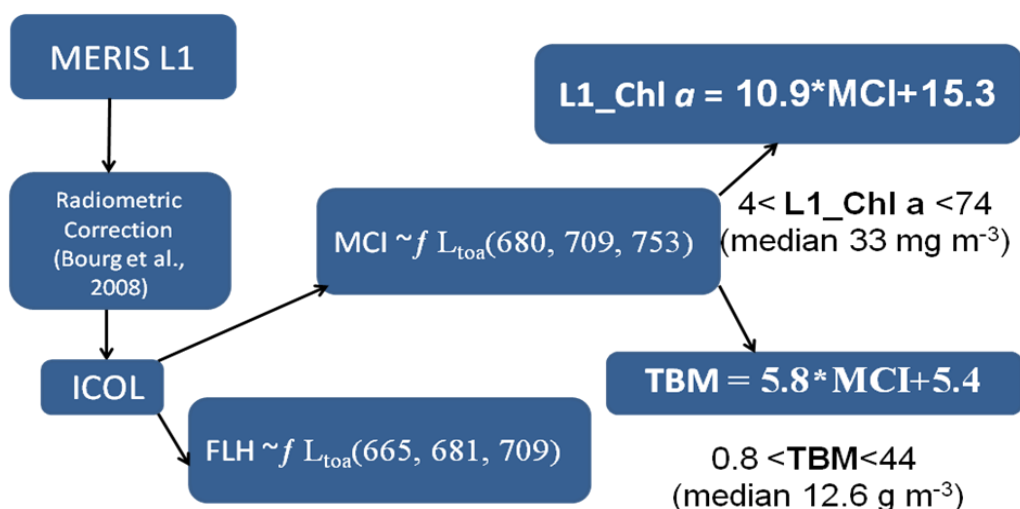 MERIS L1
Radiometric
Correction
(Bourg et al.,
2008)
ICOL
MCI ~f Ltoa(680, 709, 753)
FLH ~f Ltoa(665, 681, 709)
L1_Chl a = 10.9*MCI+15.3
4< L1_Chl a <74
(median 33 mg m-3)
TBM = 5.8*MCI+5.4
0.8 <TBM<44
(median 12.6 g m-3)